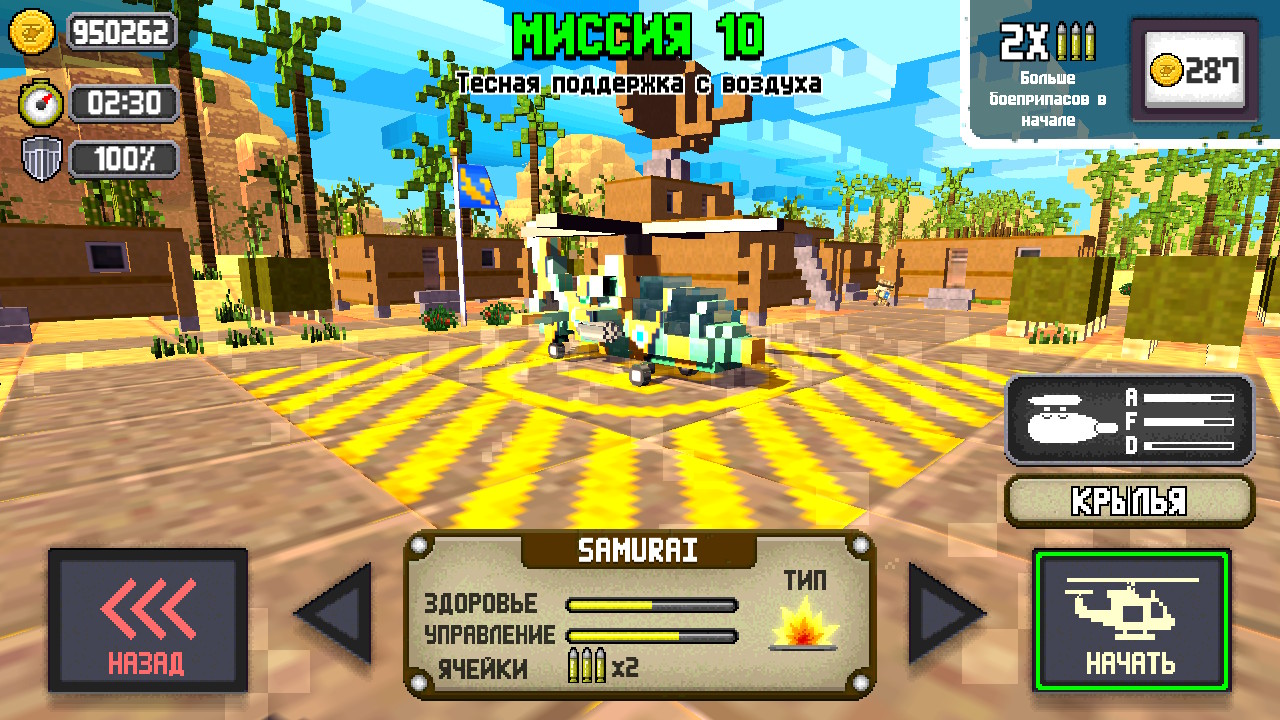 950262
МИССИЯ 10
Тесная поддержка с воздуха
2X
Больше
боеприпасов в
начале
287
02:30
100%
A
F
D
КРЫЛЬЯ
SAMURAI
ЗДОРОВЬЕ
УПРАВЛЕНИЕ
ЯЧЕЙКИ
x2
ТИП
НАЗАД
НАЧАТЬ